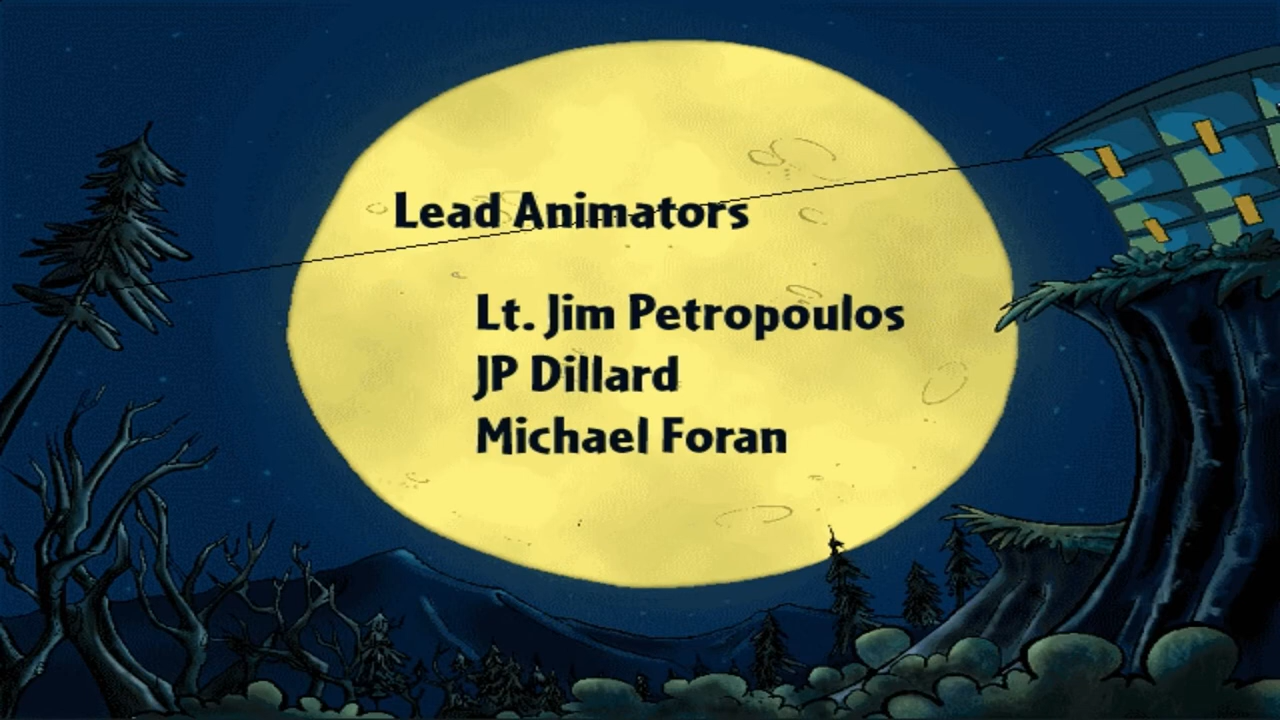 Lead Animators
Lt. Jim Petropoulos
JP Dillard
Michael Foran